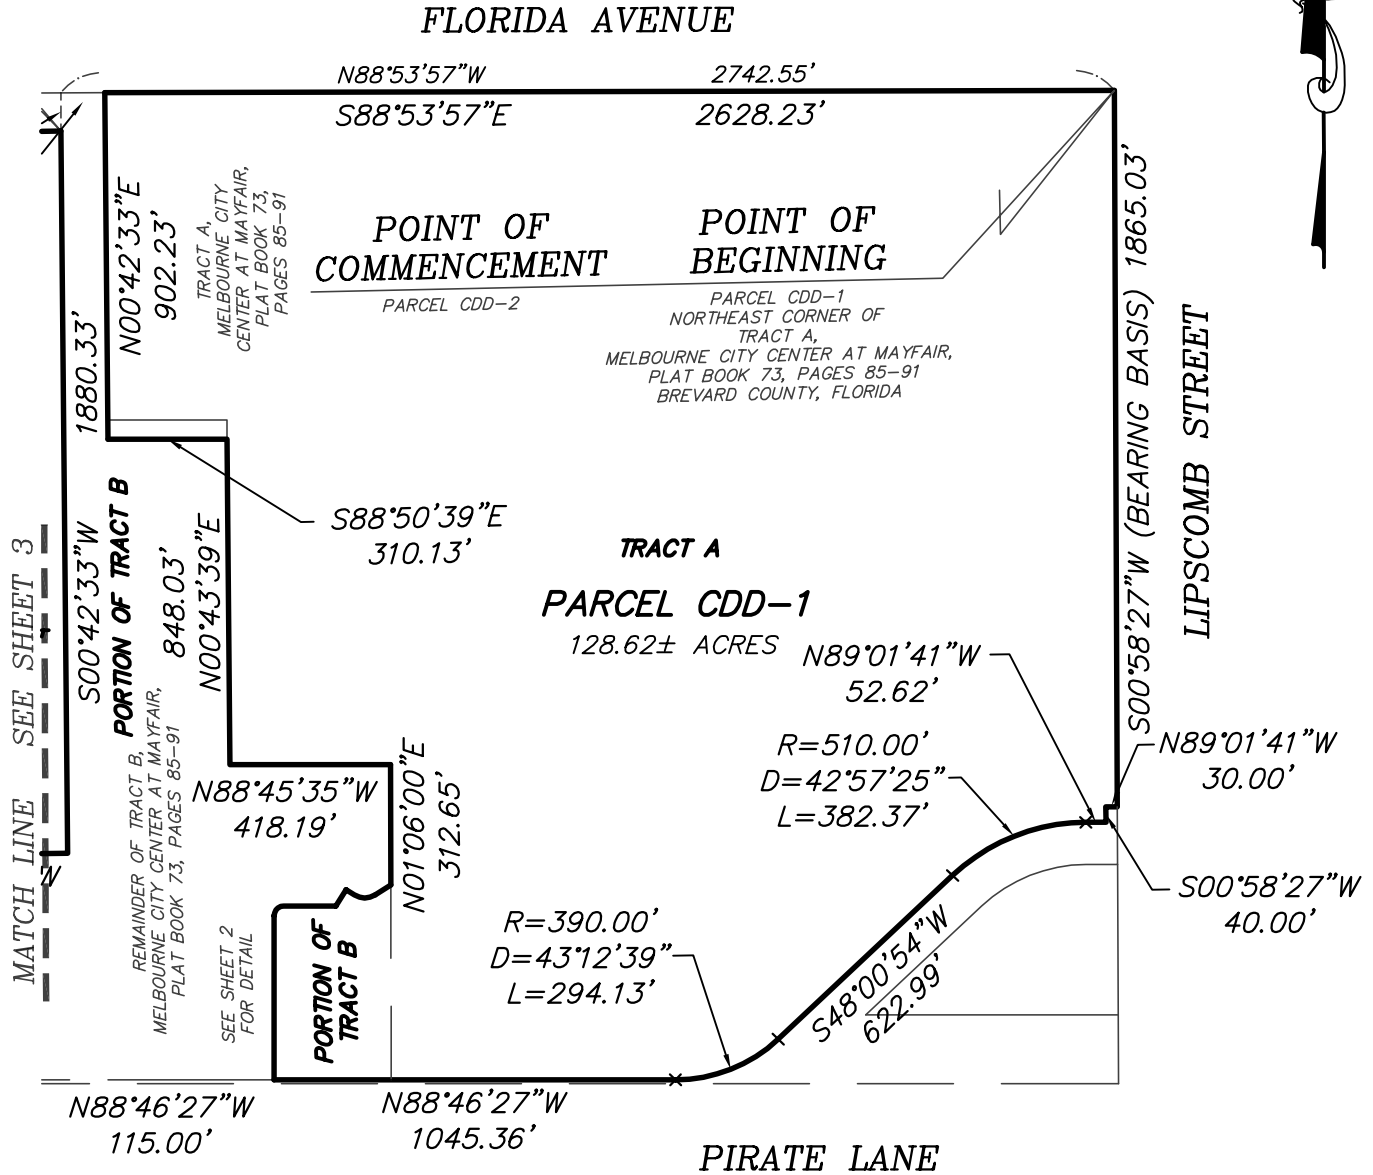 FLORIDA AVENUE
N88°53'57"W 2742.55'
S88°53'57"E 2628.23'
N00°42'33"E
902.23'
TRACT A,
MELBOURNE CITY
CENTER AT MAYFAIR,
PLAT BOOK 73,
PAGES 85-91
POINT OF
COMMENCEMENT
PARCEL CDD-2
POINT OF
BEGINNING
PARCEL CDD-1
NORTHEAST CORNER OF
TRACT A,
MELBOURNE CITY CENTER AT MAYFAIR,
PLAT BOOK 73, PAGES 85-91
BREVARD COUNTY, FLORIDA
S00°58'27"W (BEARING BASIS) 1865.03'
LIPSCOMB STREET
S00°42'33"W 1880.33'
PORTION OF TRACT B
848.03'
N00°43'39"E
S88°50'39"E
310.13'
TRACT A
PARCEL CDD-1
128.62± ACRES
N89°01'41"W
52.62'
R=510.00'
D=42°57'25"
L=382.37'
N89°01'41"W
30.00'
S00°58'27"W
40.00'
MATCH LINE SEE SHEET 3
REMAINDER OF TRACT B,
MELBOURNE CITY CENTER AT MAYFAIR,
PLAT BOOK 73, PAGES 85-91
N88°45'35"W
418.19'
N01°06'00"E
312.65'
SEE SHEET 2
FOR DETAIL
PORTION OF
TRACT B
R=390.00'
D=43°12'39"
L=294.13'
S48°00'54"W
622.99'
N88°46'27"W
115.00'
N88°46'27"W
1045.36'
PIRATE LANE